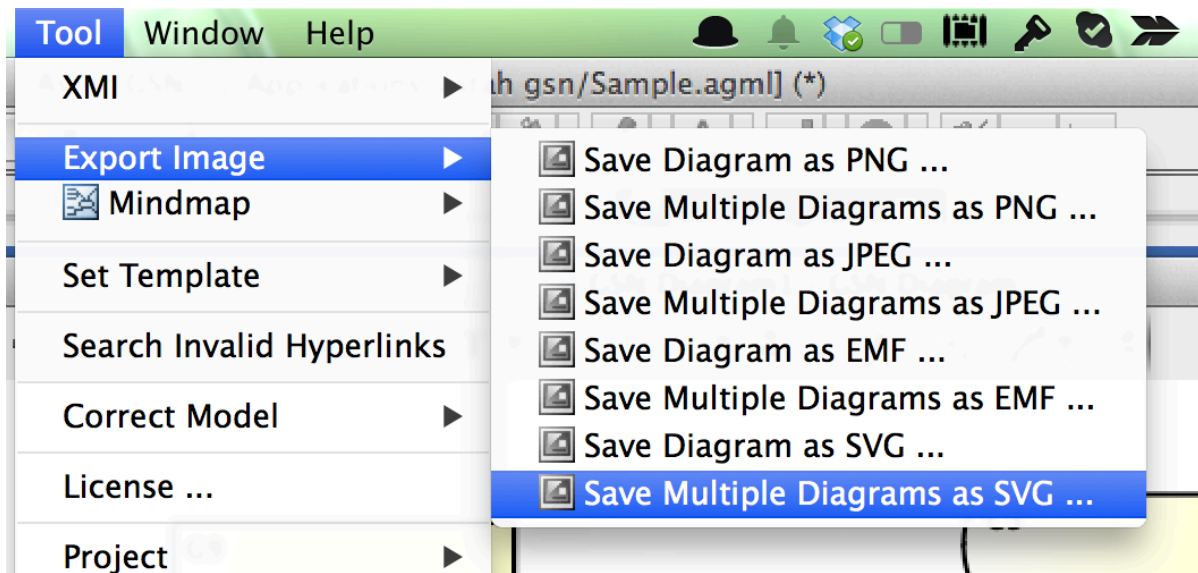 Tool Window Help
XMI
gsn/Sample.agml] (*)
Export Image
Mindmap
Set Template
Search Invalid Hyperlinks
Correct Model
License ...
Project
Save Diagram as PNG ...
Save Multiple Diagrams as PNG ...
Save Diagram as JPEG ...
Save Multiple Diagrams as JPEG ...
Save Diagram as EMF ...
Save Multiple Diagrams as EMF ...
Save Diagram as SVG ...
Save Multiple Diagrams as SVG ...